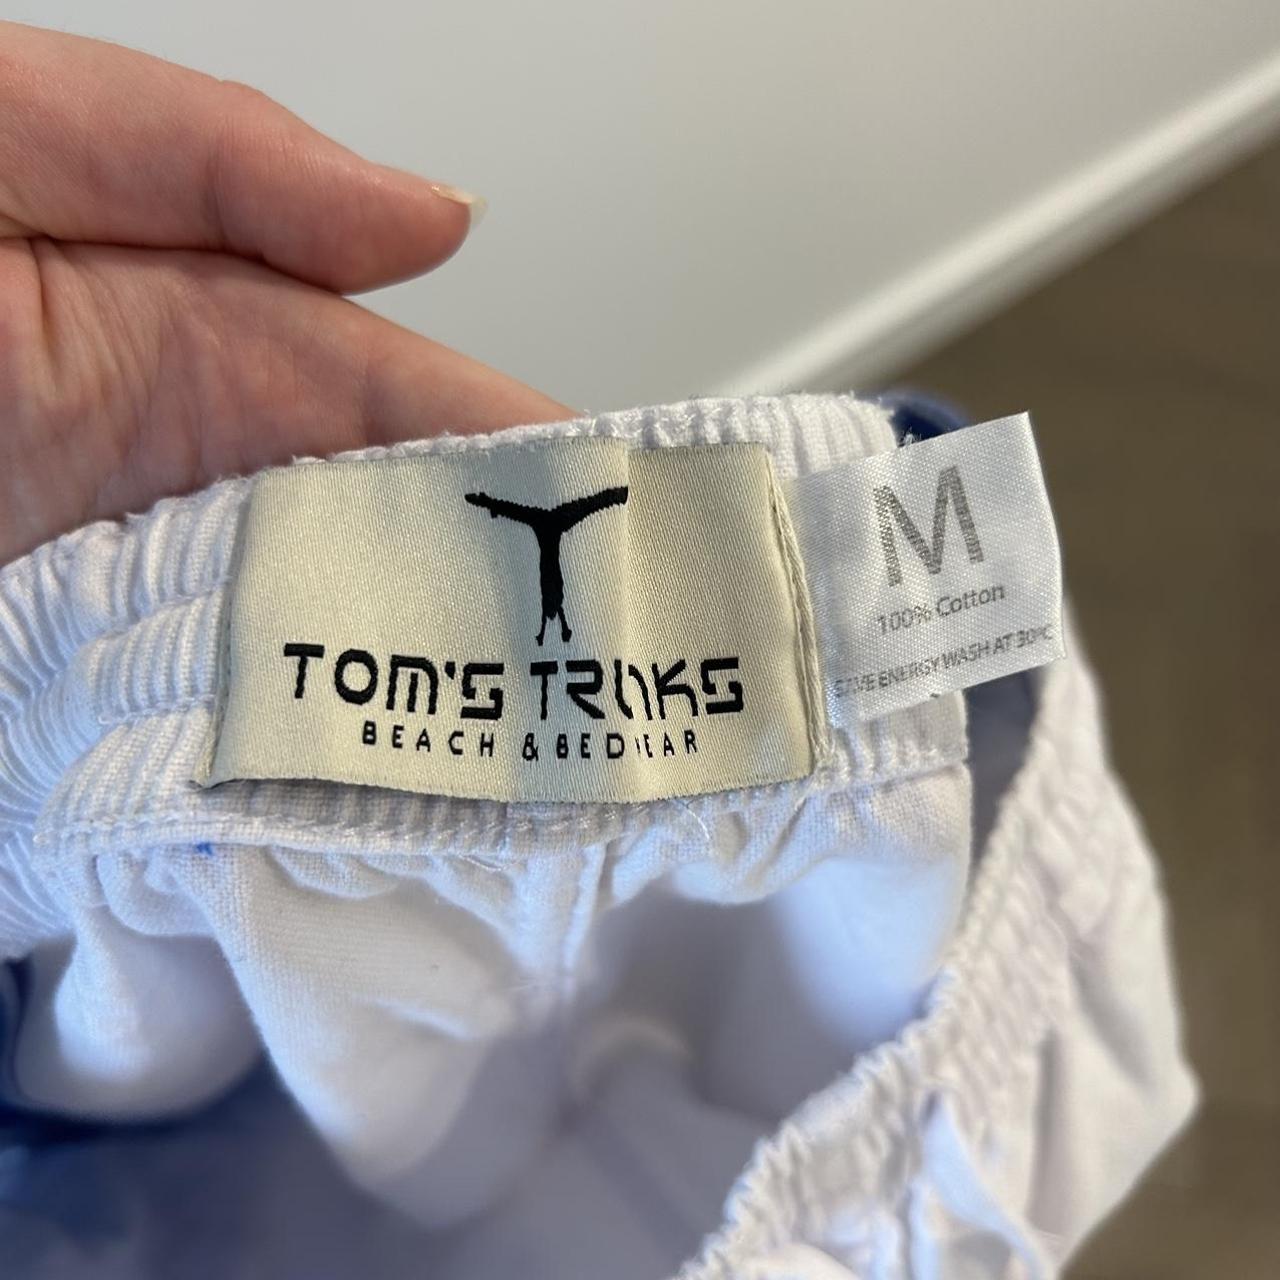 TOM'S TRUNKS
BEACH & BEDWEAR
M
100% Cotton
SAVE ENERGY WASH AT 30°C